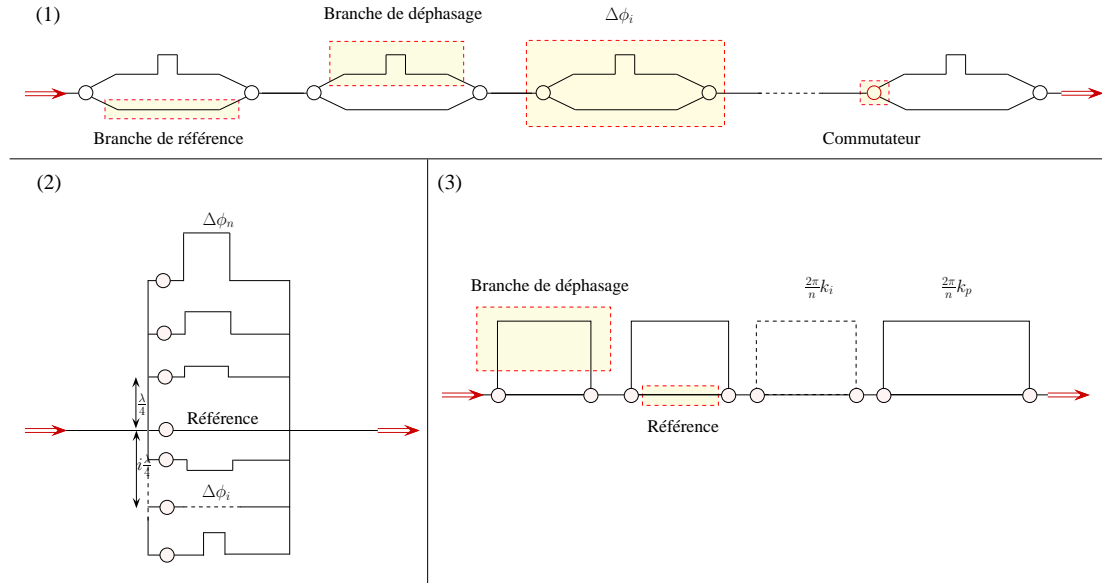 (1)
Branche de déphasage
Δϕ_i
Branche de référence
Commutateur
(2)
Δϕ_n
λ/4
Référence
i λ/4
Δϕ_i
(3)
Branche de déphasage
2π/n k_i
2π/n k_p
Référence